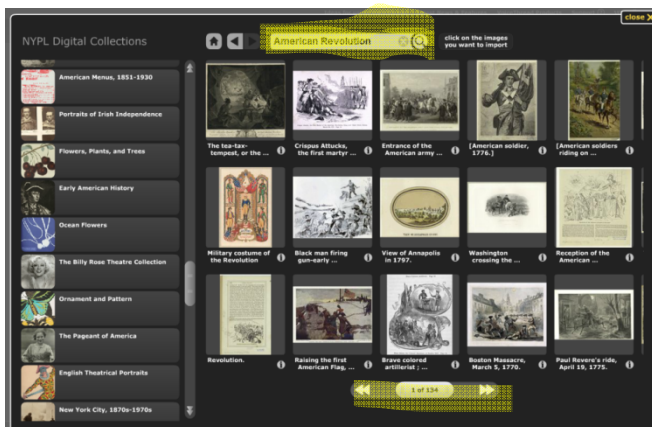 close X
NYPL Digital Collections
American Revolution
click on the images
you want to import
American Menus, 1851-1930
Portraits of Irish Independence
Flowers, Plants, and Trees
Early American History
Ocean Flowers
The Billy Rose Theatre Collection
Ornament and Pattern
The Pageant of America
English Theatrical Portraits
New York City, 1870s-1970s
The tea-tax-
tempest, or the ...
Crispus Attucks,
the first martyr ...
Entrance of the
American army ...
[American soldier,
1776.]
[American soldiers
riding on ...
Military costume of
the Revolution
Black man firing
gun-early ...
View of Annapolis
in 1797.
Washington
crossing the ...
Reception of the
American ...
Revolution.
Raising the first
American Flag, ...
Brave colored
artillerist ; ...
Boston Massacre,
March 5, 1770.
Paul Revere's ride,
April 19, 1775.
1 of 134